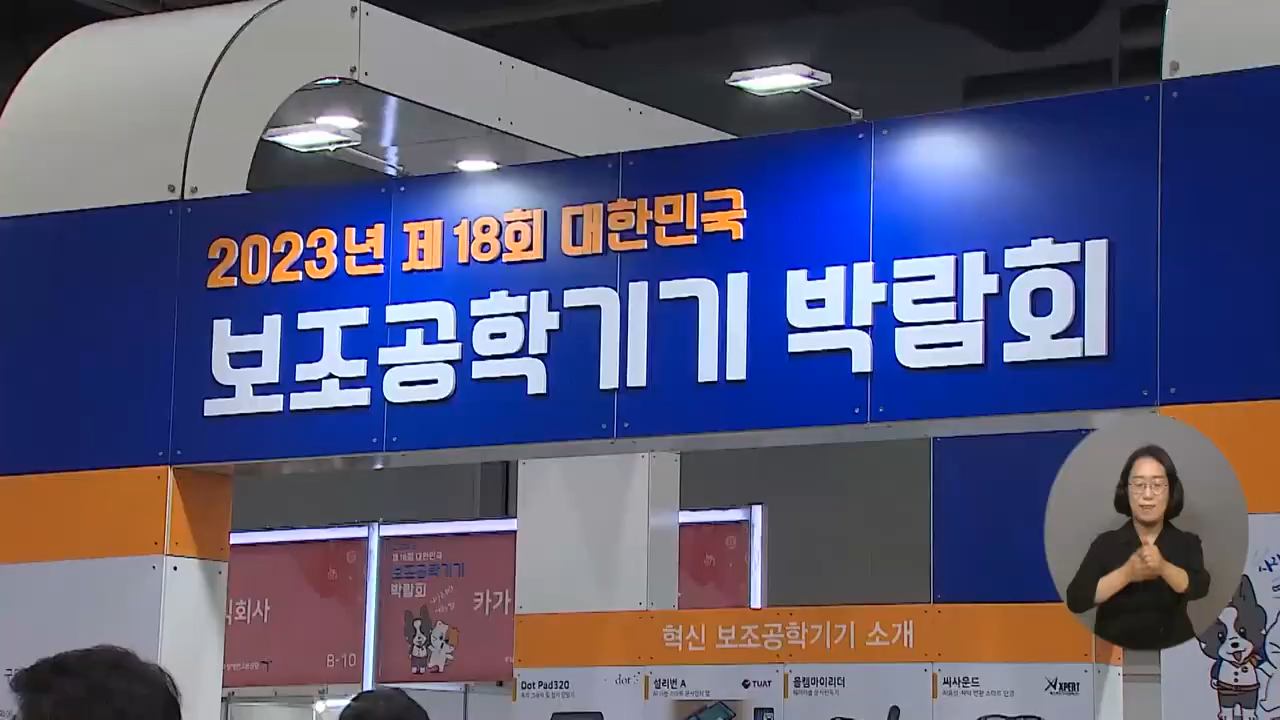 2023년 제18회 대한민국
보조공학기기 박람회
식회사
B-10
제18회 대한민국
보조공학기기
박람회
카가
혁신 보조공학기기 소개
Dot Pad320
dot
설리번 A
TUAT
올캠마이리더
씨사운드
XPERT